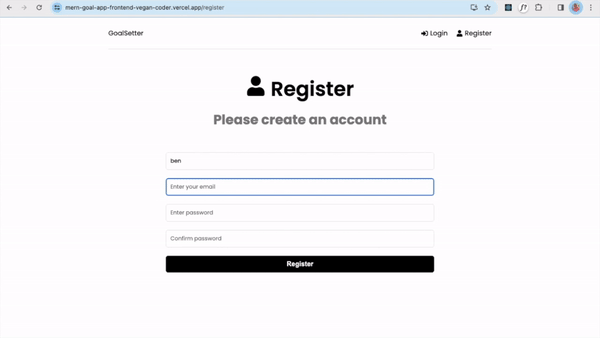 mern-goal-app-frontend-vegan-coder.vercel.app/register
GoalSetter
Login
Register
Register
Please create an account
ben
Enter your email
Enter password
Confirm password
Register